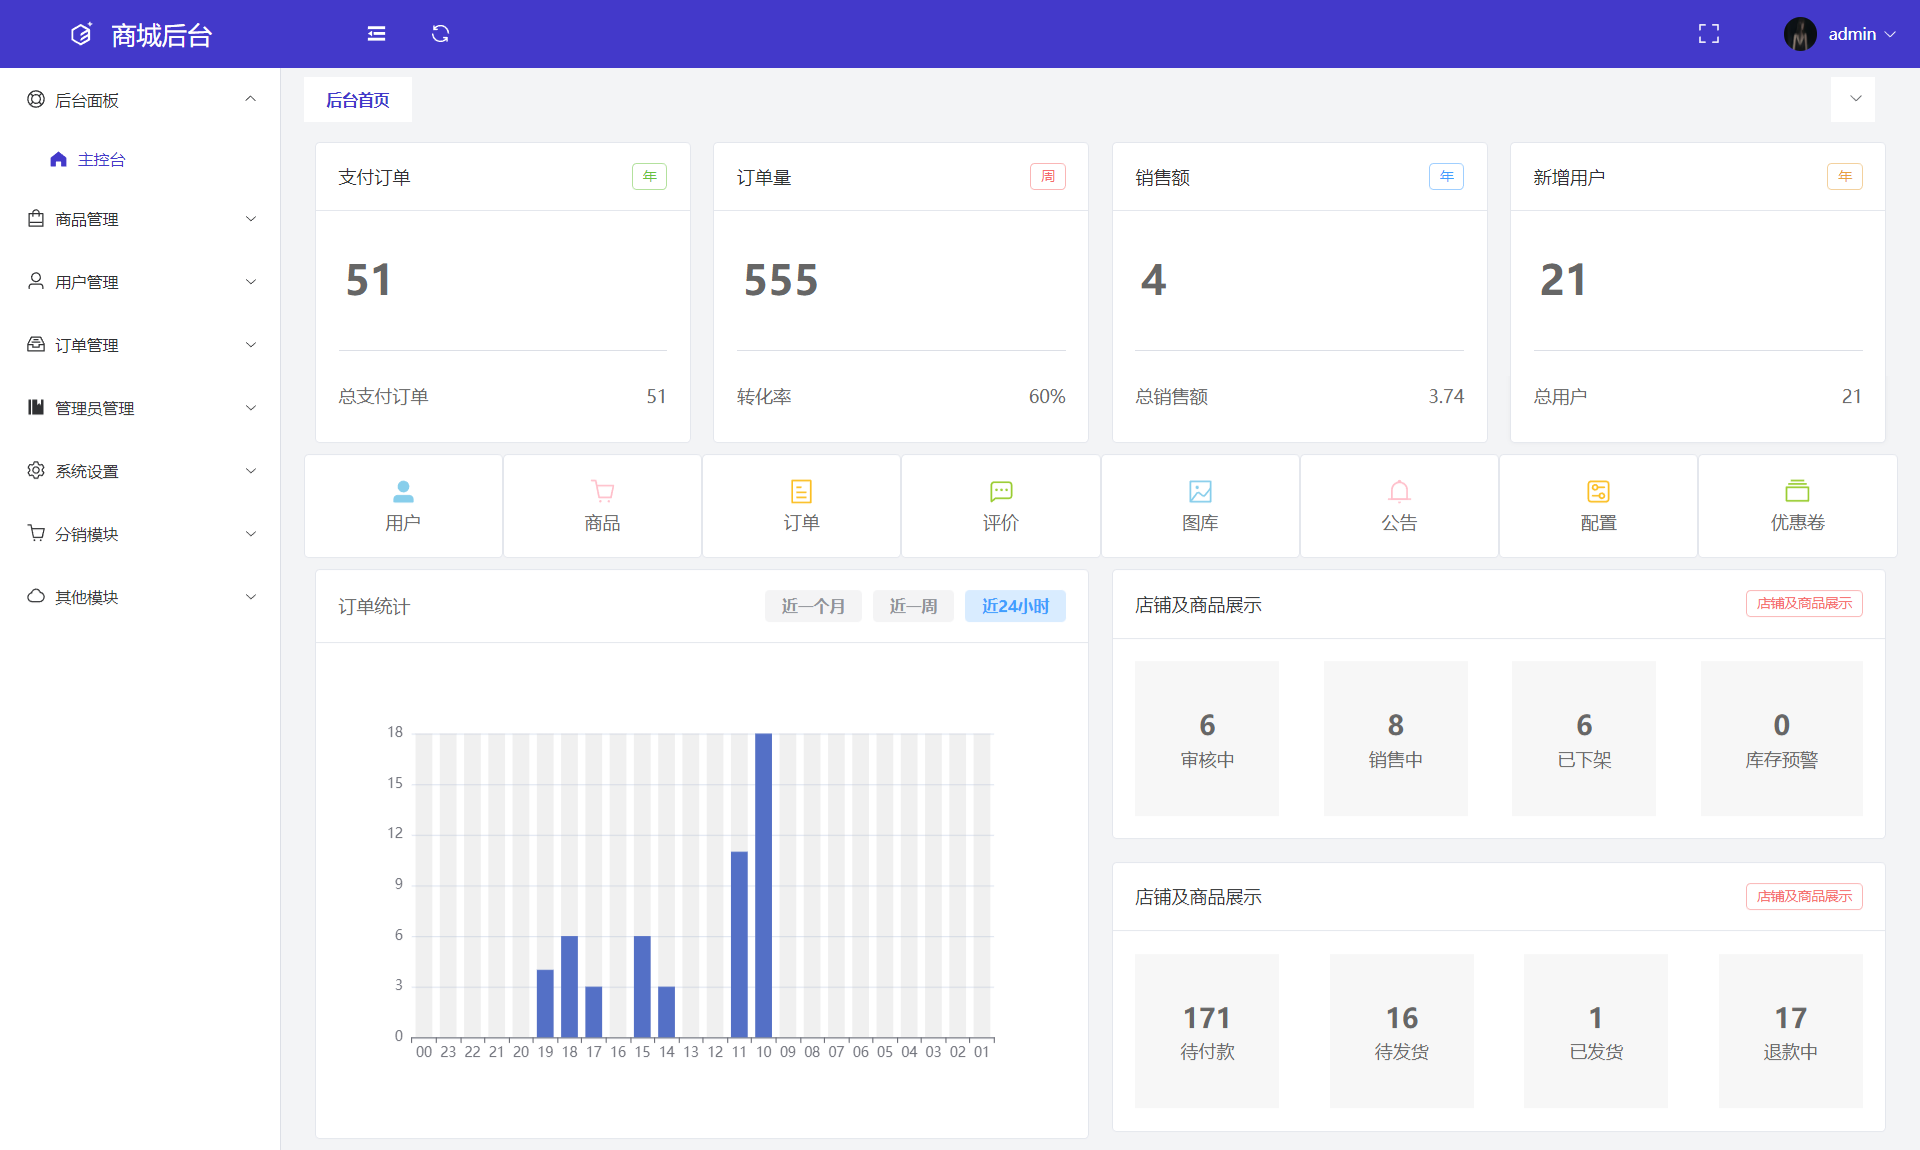 商城后台
admin
后台面板
主控台
商品管理
用户管理
订单管理
管理员管理
系统设置
分销模块
其他模块
后台首页
支付订单 年
51
总支付订单 51
订单量 周
555
转化率 60%
销售额 年
4
总销售额 3.74
新增用户 年
21
总用户 21
用户 商品 订单 评价 图库 公告 配置 优惠卷
订单统计 近一个月 近一周 近24小时
18
15
12
9
6
3
0
00 23 22 21 20 19 18 17 16 15 14 13 12 11 10 09 08 07 06 05 04 03 02 01
店铺及商品展示 店铺及商品展示
6 8 6 0
审核中 销售中 已下架 库存预警
店铺及商品展示 店铺及商品展示
171 16 1 17
待付款 待发货 已发货 退款中